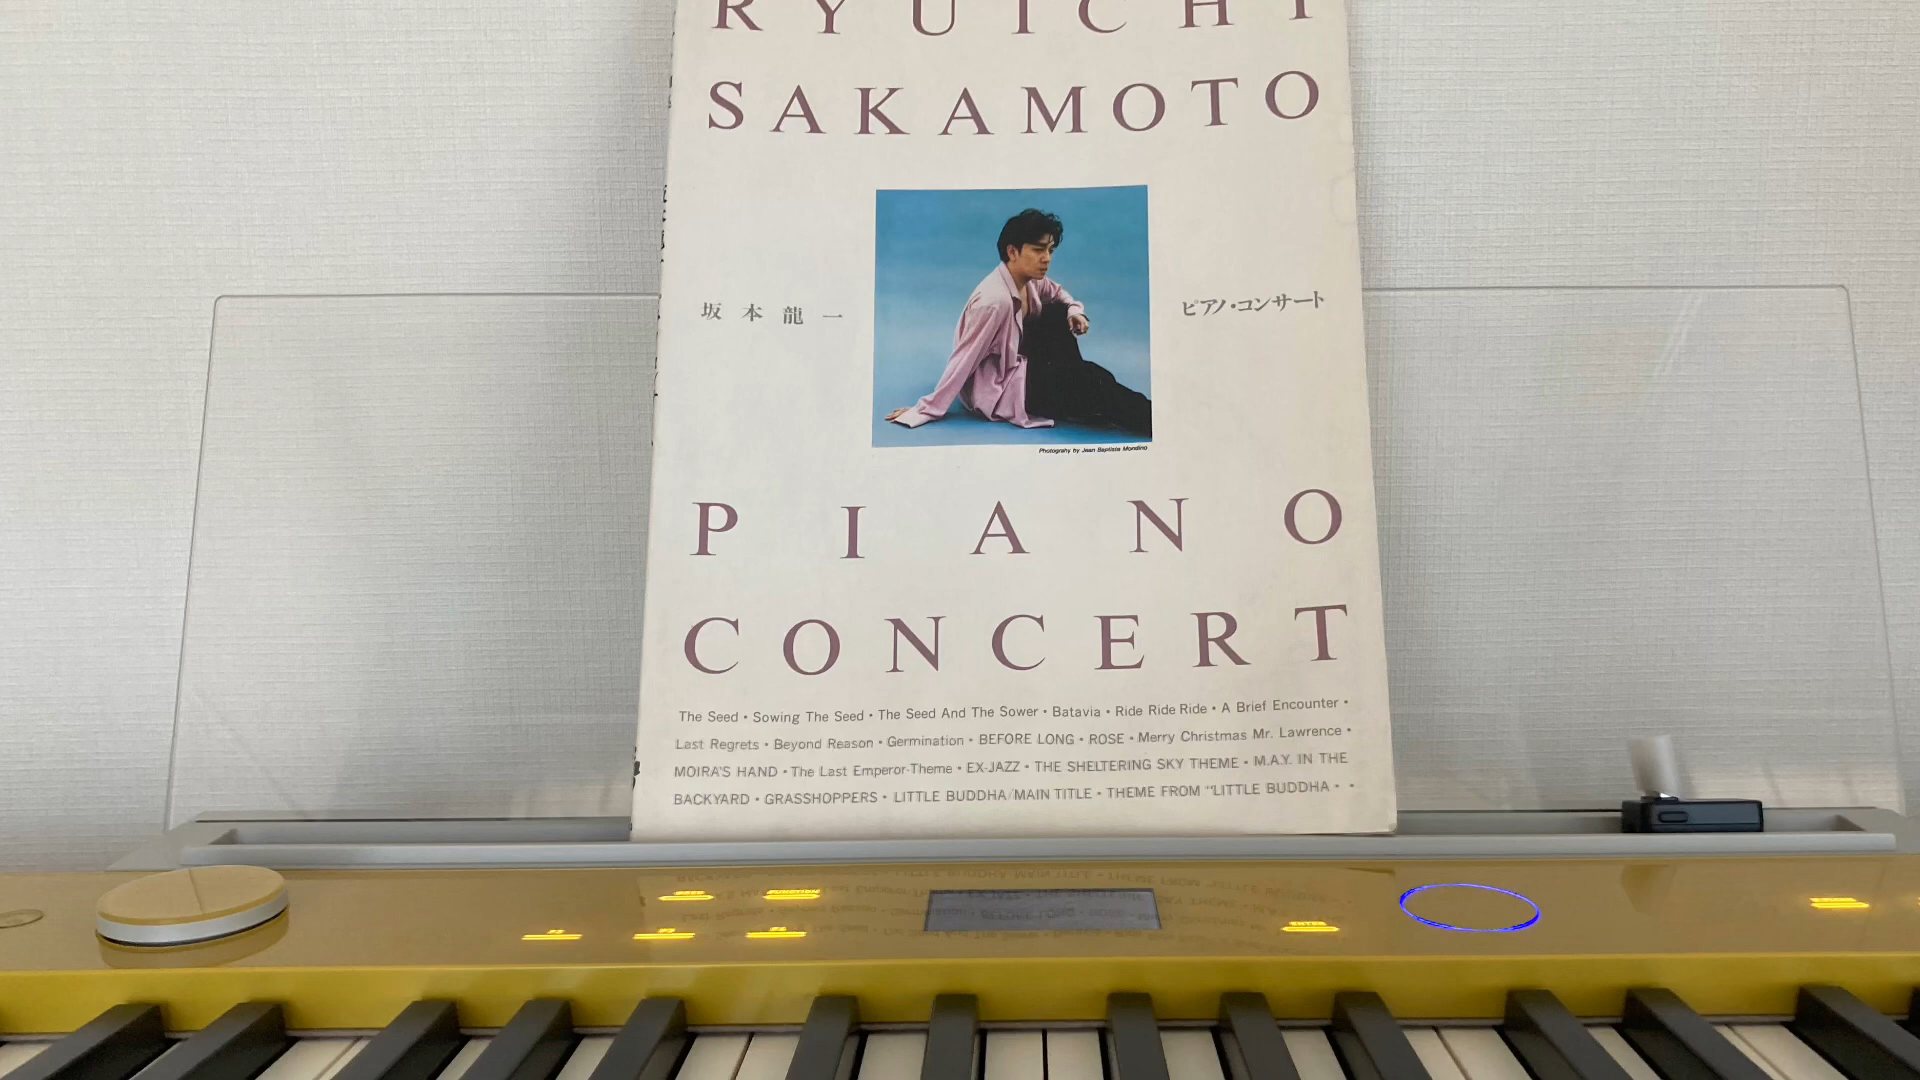 RYUICHI
SAKAMOTO
坂本龍一
ピアノ・コンサート
Photograhy by Jean Baptiste Mondino
PIANO
CONCERT
The Seed • Sowing The Seed • The Seed And The Sower • Batavia • Ride Ride Ride • A Brief Encounter •
Last Regrets • Beyond Reason • Germination • BEFORE LONG • ROSE • Merry Christmas Mr. Lawrence •
MOIRA'S HAND • The Last Emperor-Theme • EX-JAZZ • THE SHELTERING SKY THEME • M.A.Y. IN THE
BACKYARD • GRASSHOPPERS • LITTLE BUDDHA/MAIN TITLE • THEME FROM "LITTLE BUDDHA • •
ENTER